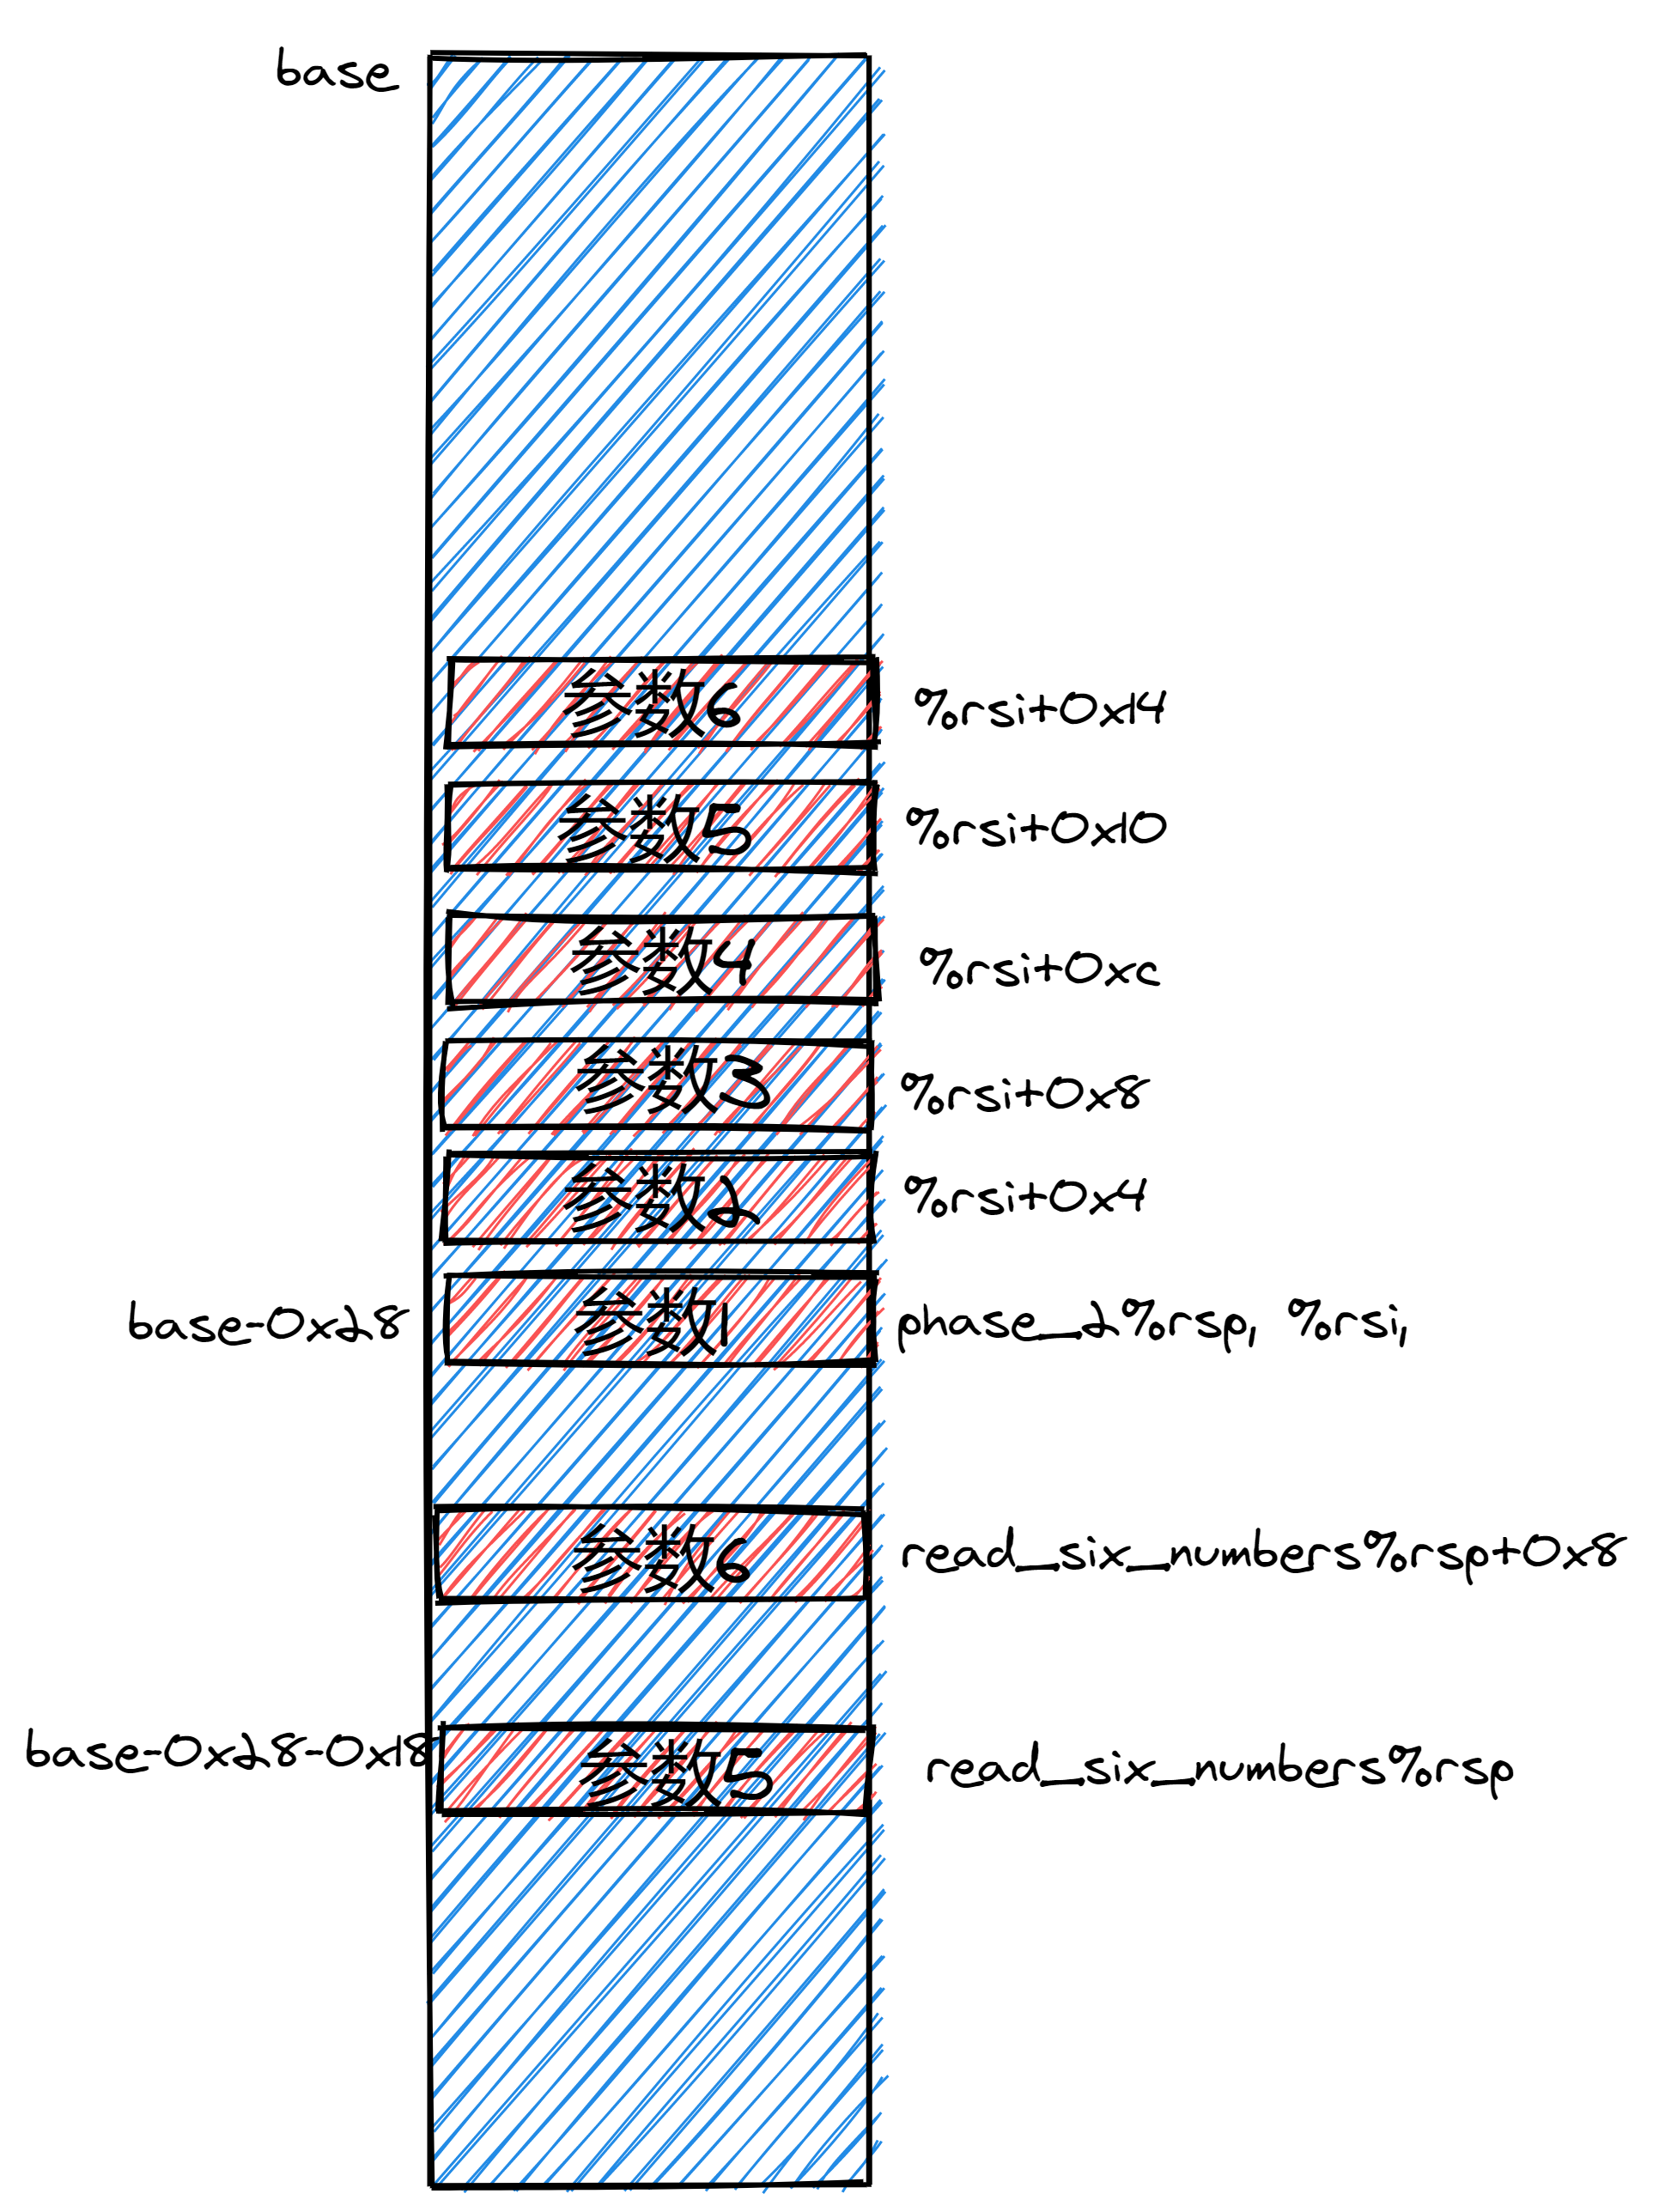 base
参数6 %rsi+0x14
参数5 %rsi+0x10
参数4 %rsi+0xc
参数3 %rsi+0x8
参数2 %rsi+0x4
base-0x28 参数1 phase_2%rsp, %rsi,
参数6 read_six_numbers%rsp+0x8
base-0x28-0x18 参数5 read_six_numbers%rsp